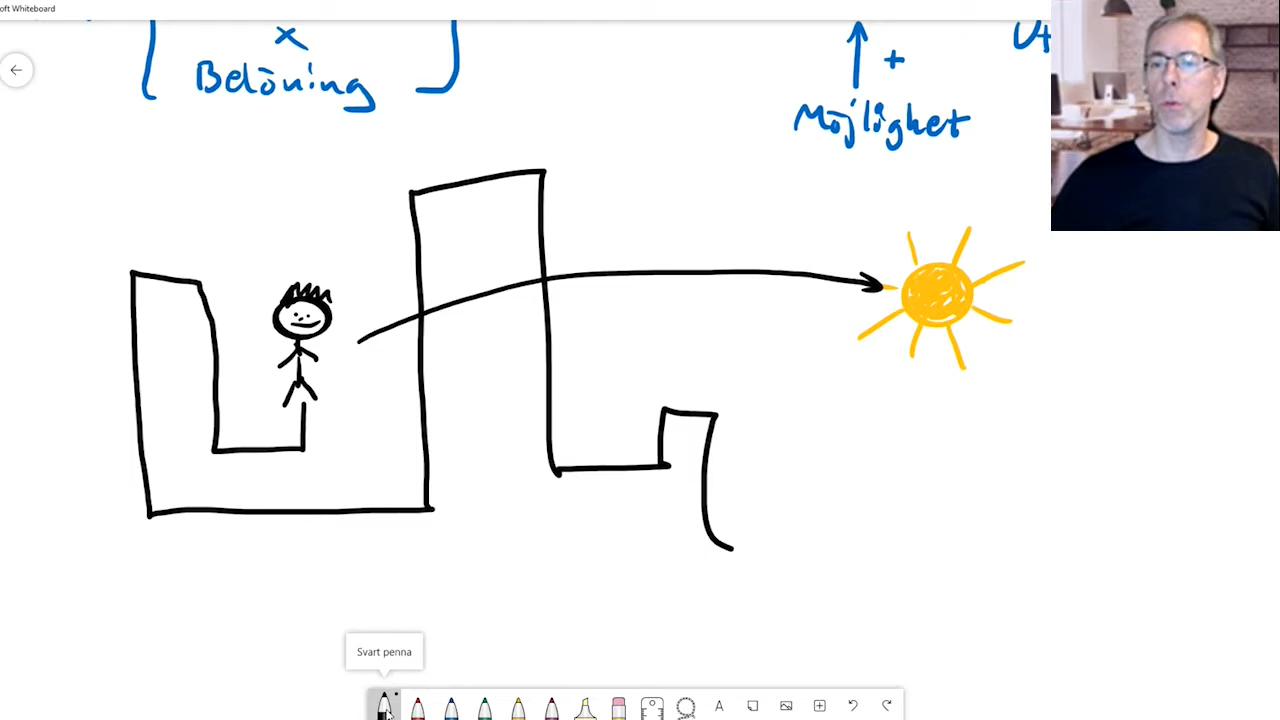 oft Whiteboard
x
Belöning
+
Möjlighet
Svart penna
A